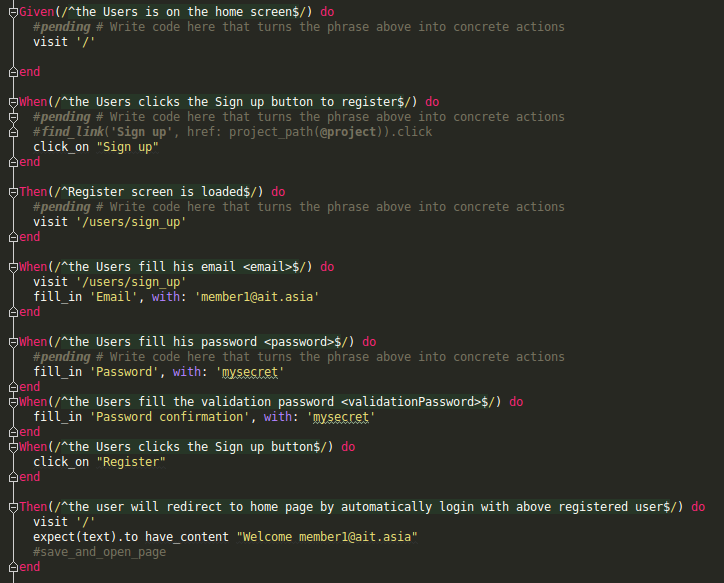 Given(/^the Users is on the home screen$/) do
#pending # Write code here that turns the phrase above into concrete actions
visit '/'
end
When(/^the Users clicks the Sign up button to register$/) do
#pending # Write code here that turns the phrase above into concrete actions
#find_link('Sign up', href: project_path(@project)).click
click_on "Sign up"
end
Then(/^Register screen is loaded$/) do
#pending # Write code here that turns the phrase above into concrete actions
visit '/users/sign_up'
end
When(/^the Users fill his email <email>$/) do
visit '/users/sign_up'
fill_in 'Email', with: 'member1@ait.asia'
end
When(/^the Users fill his password <password>$/) do
#pending # Write code here that turns the phrase above into concrete actions
fill_in 'Password', with: 'mysecret'
end
When(/^the Users fill the validation password <validationPassword>$/) do
fill_in 'Password confirmation', with: 'mysecret'
end
When(/^the Users clicks the Sign up button$/) do
click_on "Register"
end
Then(/^the user will redirect to home page by automatically login with above registered user$/) do
visit '/'
expect(text).to have_content "Welcome member1@ait.asia"
#save_and_open_page
end